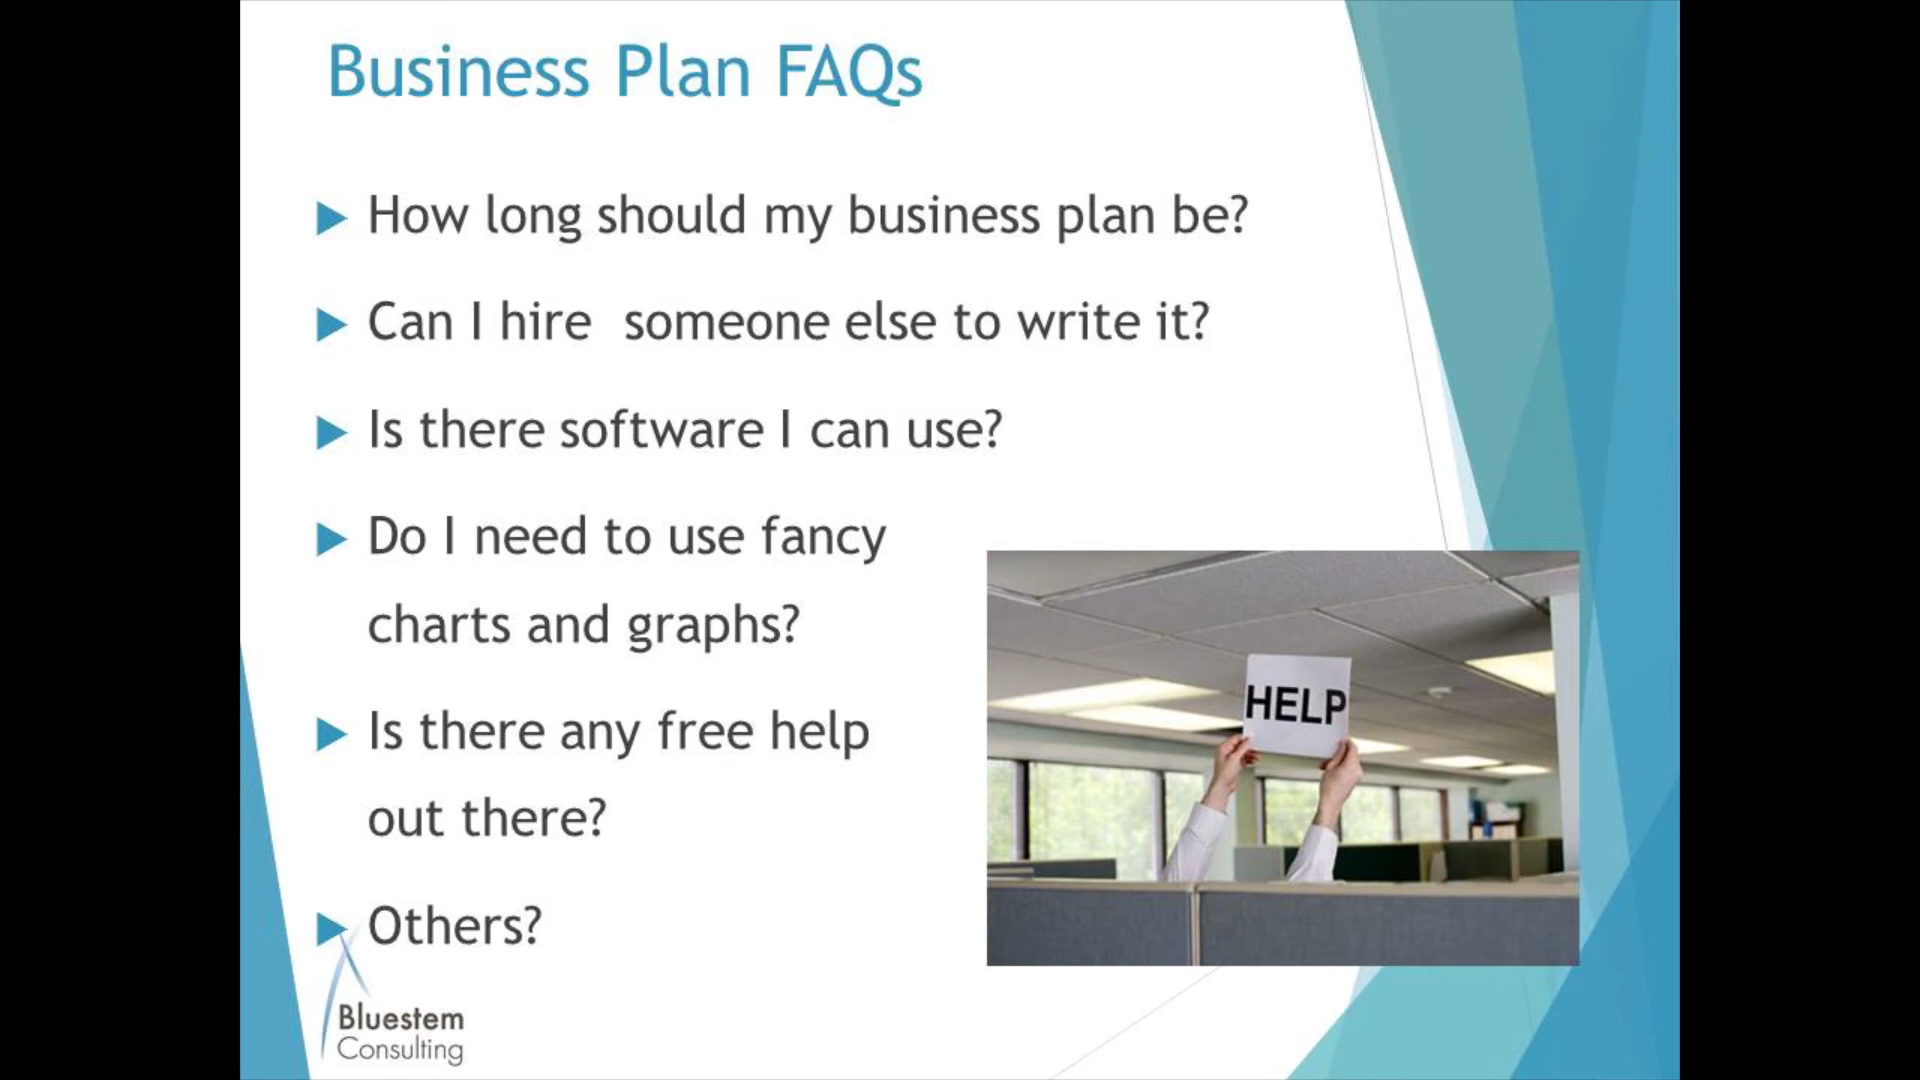 Business Plan FAQs
How long should my business plan be?
Can I hire  someone else to write it?
Is there software I can use?
Do I need to use fancy
charts and graphs?
Is there any free help
out there?
Others?
HELP
Bluestem
Consulting